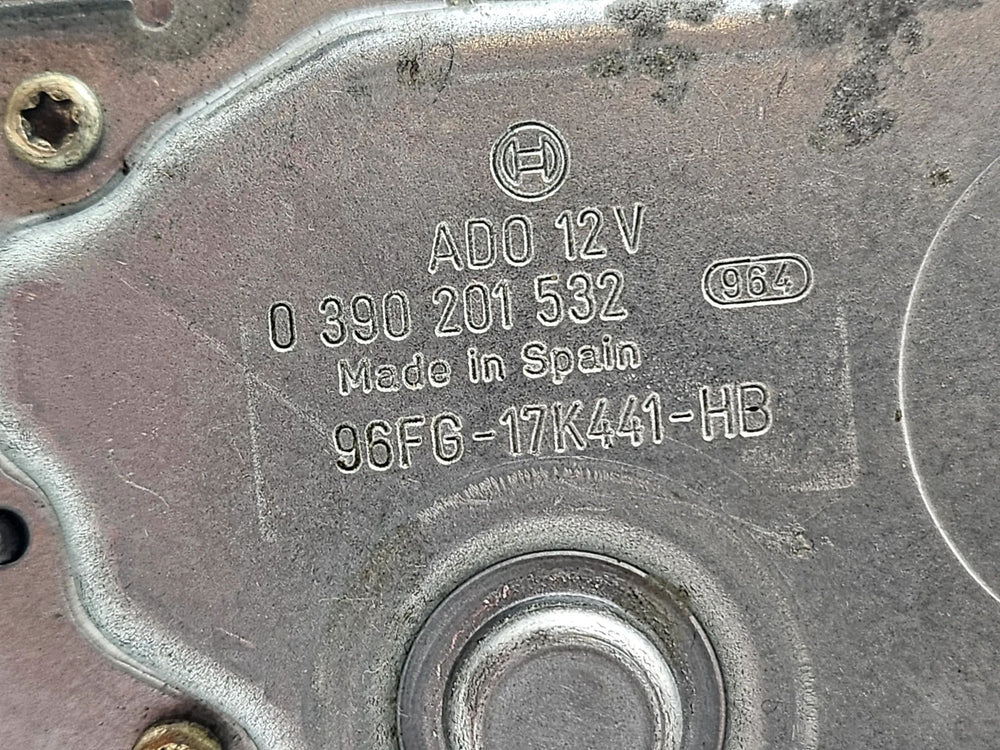 ADO 12V
0 390 201 532
964
Made in Spain
96FG-17K441-HB